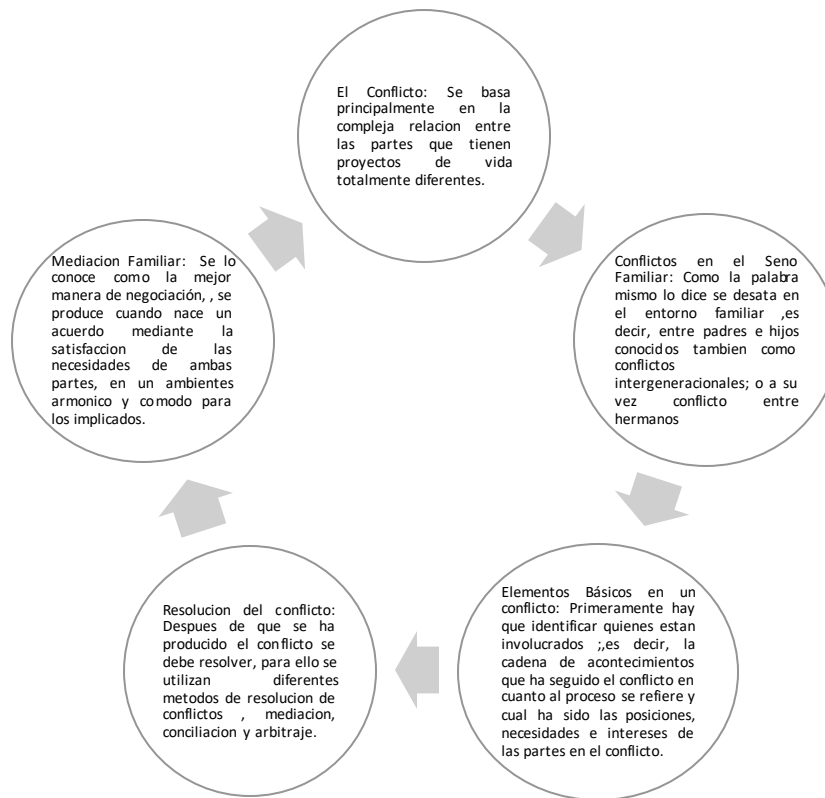 El Conflicto: Se basa
principalmente en la
compleja relacion entre
las partes que tienen
proyectos de vida
totalmente diferentes.
Conflictos en el Seno
Familiar: Como la palabra
mismo lo dice se desata en
el entorno familiar ,es
decir, entre padres e hijos
conocidos tambien como
conflictos
intergeneracionales; o a su
vez conflicto entre
hermanos
Elementos Básicos en un
conflicto: Primeramente hay
que identificar quienes estan
involucrados ;,es decir, la
cadena de acontecimientos
que ha seguido el conflicto en
cuanto al proceso se refiere y
cual ha sido las posiciones,
necesidades e intereses de
las partes en el conflicto.
Resolucion del conflicto:
Despues de que se ha
producido el conflicto se
debe resolver, para ello se
utilizan diferentes
metodos de resolucion de
conflictos , mediacion,
conciliacion y arbitraje.
Mediacion Familiar: Se lo
conoce como la mejor
manera de negociación, , se
produce cuando nace un
acuerdo mediante la
satisfaccion de las
necesidades de ambas
partes, en un ambientes
armonico y comodo para
los implicados.